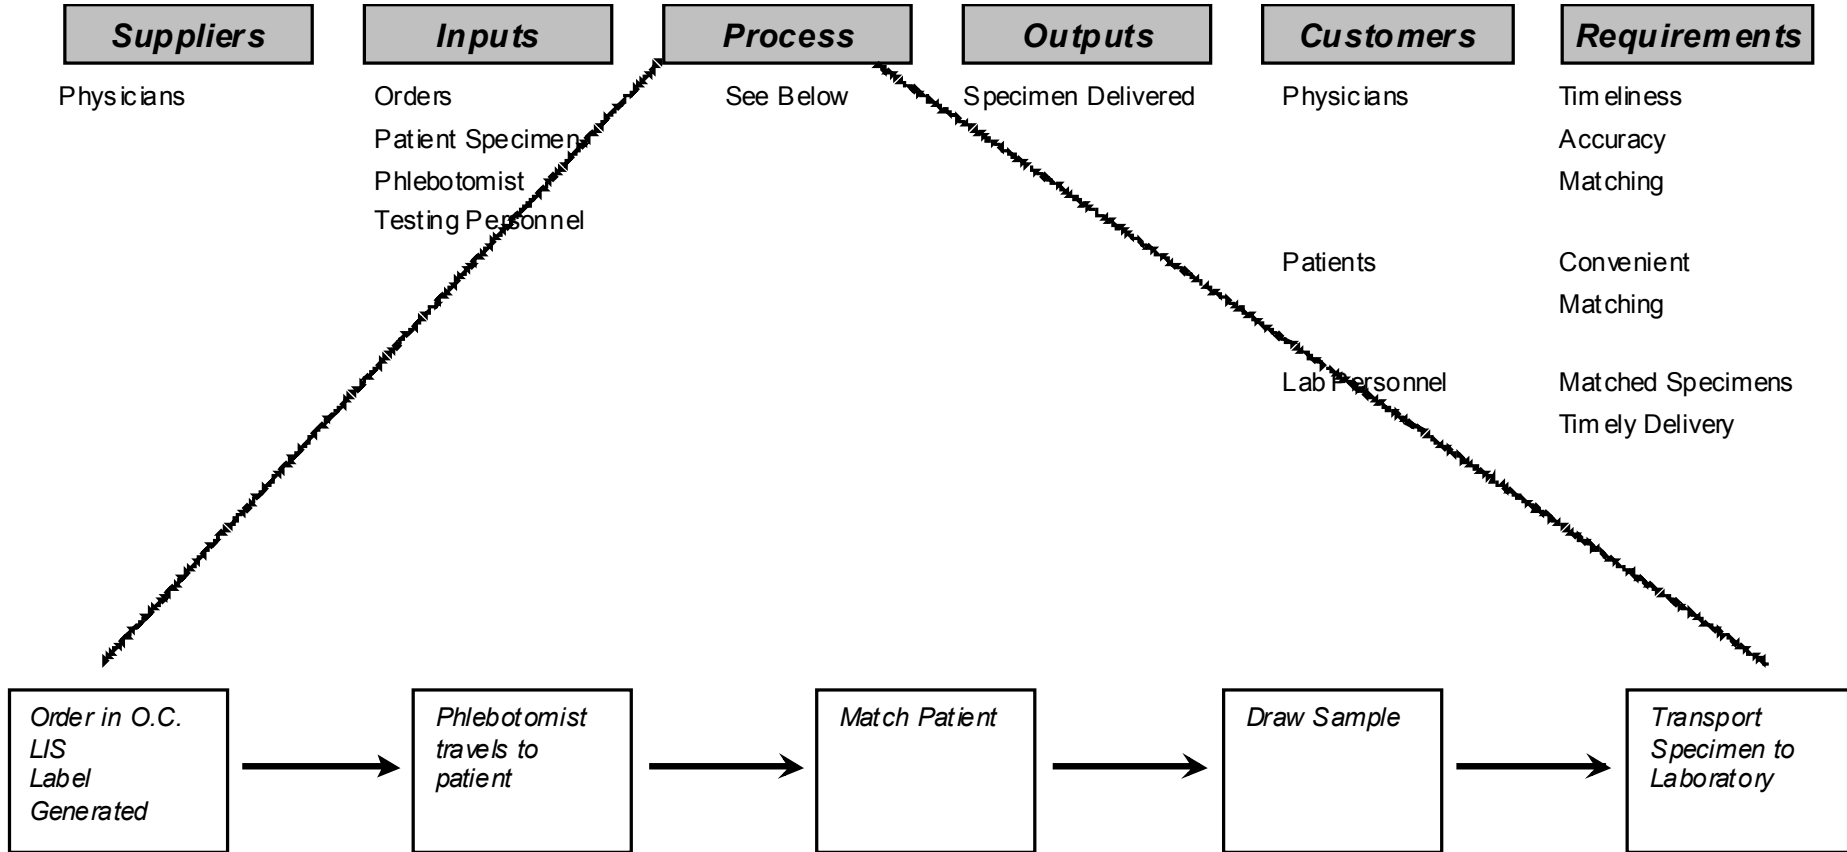 Suppliers
Inputs
Process
Outputs
Customers
Requirements
Physicians
Orders
See Below
Specimen Delivered
Physicians
Timeliness
Patient Specimen
Accuracy
Phlebotomist
Matching
Testing Personnel
Patients
Convenient
Matching
Lab Personnel
Matched Specimens
Timely Delivery
Order in O.C.
LIS
Label
Generated
Phlebotomist
travels to
patient
Match Patient
Draw Sample
Transport
Specimen to
Laboratory